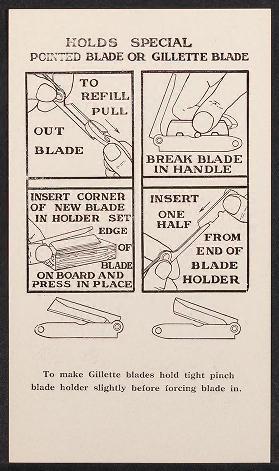 HOLDS SPECIAL
POINTED BLADE OR GILLETTE BLADE
TO
REFILL
PULL
OUT
BLADE
BREAK BLADE
IN HANDLE
INSERT CORNER
OF NEW BLADE
IN HOLDER SET
EDGE
OF
BLADE
ON BOARD AND
PRESS IN PLACE
INSERT
ONE
HALF
FROM
END OF
BLADE
HOLDER
To make Gillette blades hold tight pinch
blade holder slightly before forcing blade in.